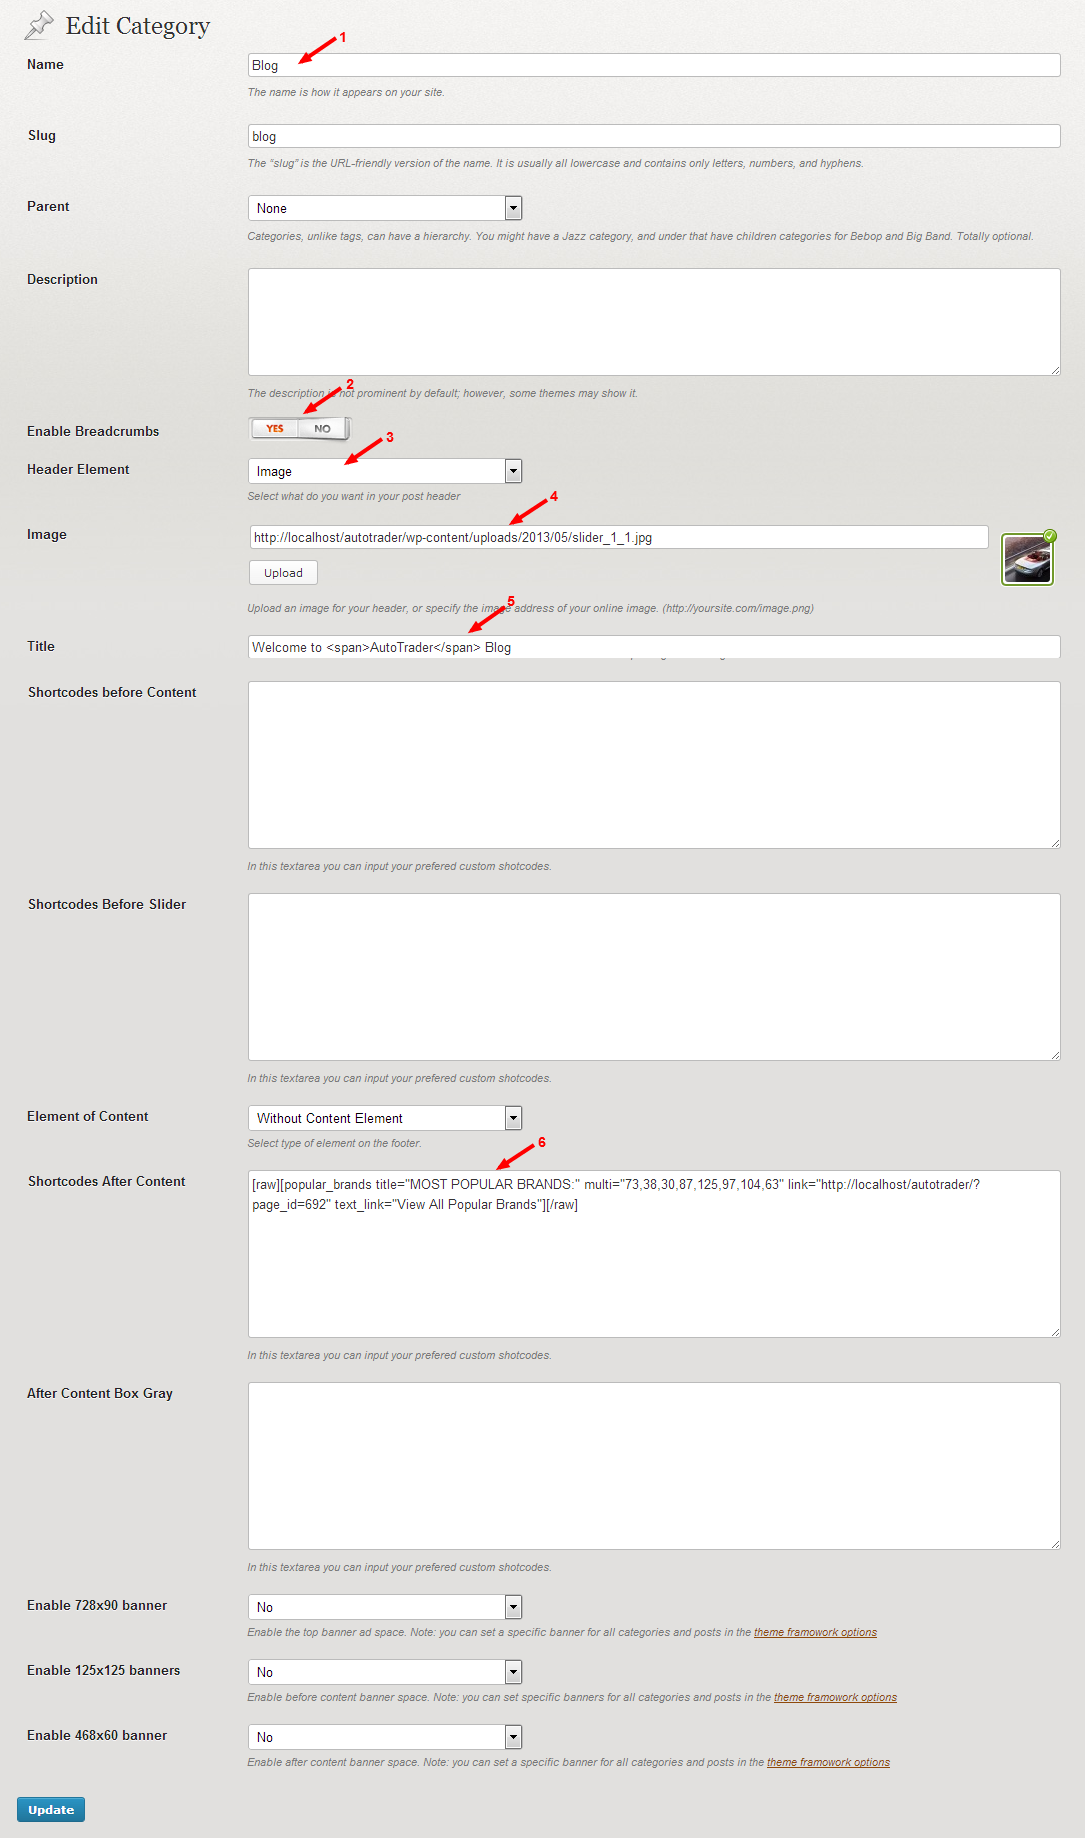 Edit Category
1
Name
Blog
The name is how it appears on your site.
Slug
blog
The “slug” is the URL-friendly version of the name. It is usually all lowercase and contains only letters, numbers, and hyphens.
Parent
None
Categories, unlike tags, can have a hierarchy. You might have a Jazz category, and under that have children categories for Bebop and Big Band. Totally optional.
Description
The description is not prominent by default; however, some themes may show it.
2
Enable Breadcrumbs
YES NO
3
Header Element
Image
Select what do you want in your post header
4
Image
http://localhost/autotrader/wp-content/uploads/2013/05/slider_1_1.jpg
Upload
Upload an image for your header, or specify the image address of your online image. (http://yoursite.com/image.png)
5
Title
Welcome to <span>AutoTrader</span> Blog
Shortcodes before Content
In this textarea you can input your prefered custom shotcodes.
Shortcodes Before Slider
In this textarea you can input your prefered custom shotcodes.
Element of Content
Without Content Element
Select type of element on the footer.
6
Shortcodes After Content
[raw][popular_brands title="MOST POPULAR BRANDS:" multi="73,38,30,87,125,97,104,63" link="http://localhost/autotrader/?
page_id=692" text_link="View All Popular Brands"][/raw]
In this textarea you can input your prefered custom shotcodes.
After Content Box Gray
In this textarea you can input your prefered custom shotcodes.
Enable 728x90 banner
No
Enable the top banner ad space. Note: you can set a specific banner for all categories and posts in the theme framowork options
Enable 125x125 banners
No
Enable before content banner space. Note: you can set specific banners for all categories and posts in the theme framowork options
Enable 468x60 banner
No
Enable after content banner space. Note: you can set a specific banner for all categories and posts in the theme framowork options
Update